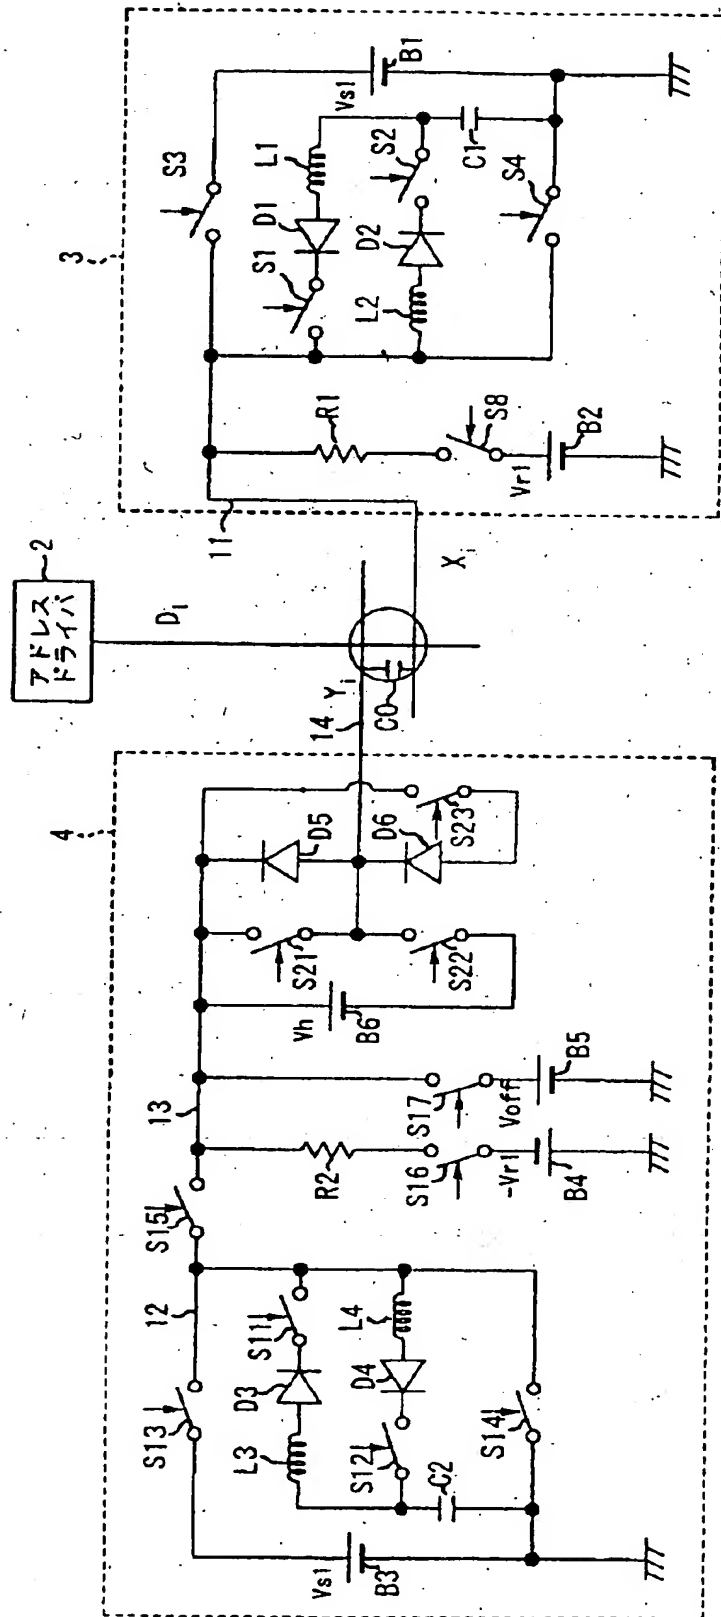 2
アドレス
ドライバ
Di
3
S3
S1
D1
L1
Vs1
B1
L2
D2
S2
C1
S4
R1
S8
Vr1
B2
11
Xi
4
14
Yi
C0
D5
D6
S23
S21
S22
Vh
B6
13
S17
Voff
B5
R2
S16
-Vr1
B4
S15
12
S13
S11
D3
L3
L4
D4
S12
C2
S14
Vs1
B3